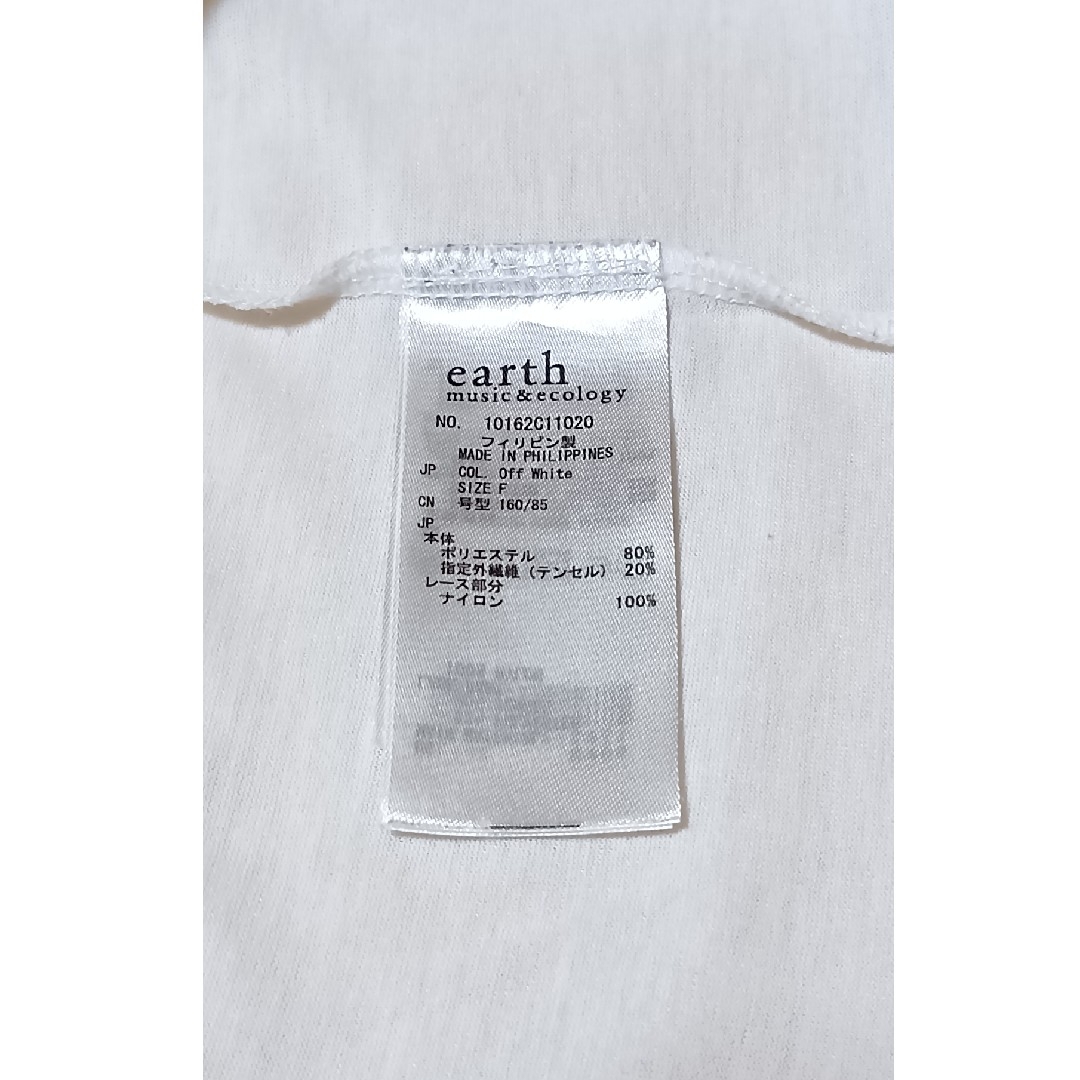 earth
music&ecology
NO. 10162C11020
フィリピン製
MADE IN PHILIPPINES
JP COL. Off White
SIZE F
CN 号型 160/85
JP
本体
ポリエステル 80%
指定外繊維（テンセル） 20%
レース部分
ナイロン 100%